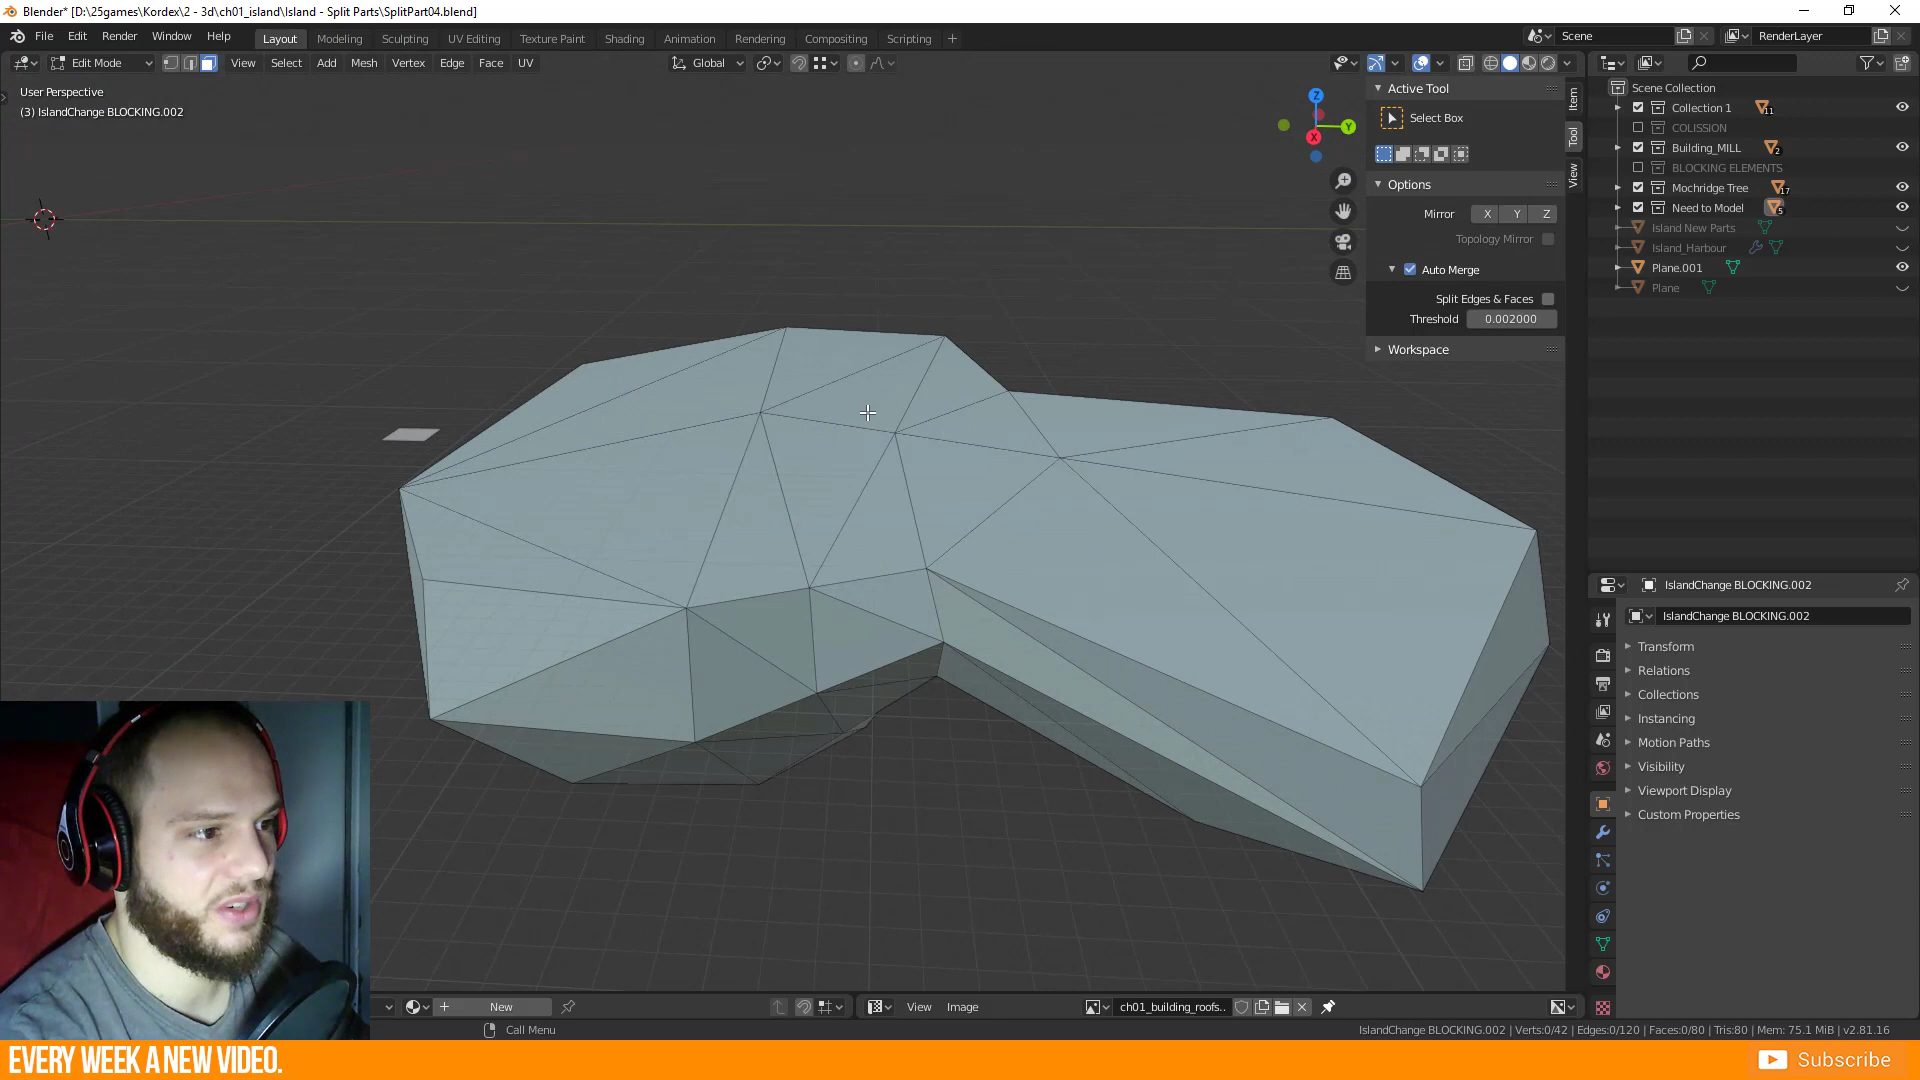 Blender* [D:\25games\Kordex\2 - 3d\ch01_island\Island - Split Parts\SplitPart04.blend]
File Edit Render Window Help Layout Modeling Sculpting UV Editing Texture Paint Shading Animation Rendering Compositing Scripting Scene RenderLayer
Edit Mode View Select Add Mesh Vertex Edge Face UV Global
User Perspective
(3) IslandChange BLOCKING.002
Z
Y
X
Active Tool
Select Box
Options
Mirror X Y Z
Topology Mirror
Auto Merge
Split Edges & Faces
Threshold 0.002000
Workspace
Item
Tool
View
Scene Collection
Collection 1 11
COLISSION
Building_MILL 2
BLOCKING ELEMENTS
Mochridge Tree 17
Need to Model 5
Island New Parts
Island_Harbour
Plane.001
Plane
IslandChange BLOCKING.002
IslandChange BLOCKING.002
Transform
Relations
Collections
Instancing
Motion Paths
Visibility
Viewport Display
Custom Properties
New View Image ch01_building_roofs..
Call Menu
IslandChange BLOCKING.002 | Verts:0/42 | Edges:0/120 | Faces:0/80 | Tris:80 | Mem: 75.1 MiB | v2.81.16
EVERY WEEK A NEW VIDEO.
Subscribe